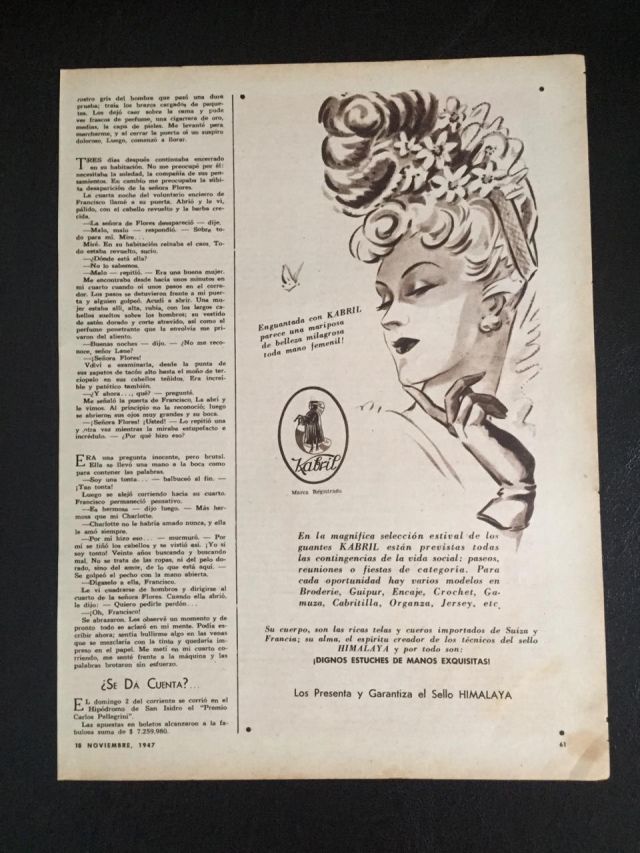 rostro gris del hombre que pasó una dura
prueba; traía los brazos cargados de paque-
tes. Los dejó caer sobre la cama y pude
ver frascos de perfume, una cigarrera de oro,
medias, la capa de pieles. Me levanté para
marcharme, y al cerrar la puerta oí un suspiro
doloroso. Luego, comenzó a llorar.
TRES días después continuaba encerrado
en su habitación. No me preocupé por él:
necesitaba la soledad, la compañía de sus pen-
samientos. En cambio me preocupaba la súbi-
ta desaparición de la señora Flores.
La cuarta noche del voluntario encierro de
Francisco llamé a su puerta. Abrió y le vi,
pálido, con el cabello revuelto y la barba cre-
cida.
—La señora de Flores desapareció — dije.
—Malo, malo — respondió. — Sobra to-
do para mí. Mire...
Miré. En su habitación reinaba el caos. To-
do estaba revuelto, sucio.
—¿Dónde está ella?
—No lo sabemos.
—Malo — repitió. — Era una buena mujer.
Me encontraba desde hacía unos minutos en
mi cuarto cuando oí unos pasos en el corre-
dor. Los pasos se detuvieron frente a mi puer-
ta y alguien golpeó. Acudí a abrir. Una mu-
jer estaba allí, alta, rubia, con los largos ca-
bellos sueltos sobre los hombros; su vestido
de satén dorado y corte atrevido, así como el
perfume penetrante que la envolvía me pri-
varon del aliento.
—Buenas noches — dijo. — ¿No me reco-
noce, señor Lane?
—¡Señora Flores!
Volví a examinarla, desde la punta de
sus zapatos de tacón alto hasta el moño de ter-
ciopelo en sus cabellos teñidos. Era increí-
ble y patético también.
—¿Y ahora..., qué? — pregunté.
Me señaló la puerta de Francisco. La abrí y
le vimos. Al principio no la reconoció; luego
se abrieron sus ojos muy grandes y su boca.
—¡Señora Flores! ¡Usted! — Lo repitió una
y otra vez mientras la miraba estupefacto e
incrédulo. — ¿Por qué hizo eso?
ERA una pregunta inocente, pero brutal.
Ella se llevó una mano a la boca como
para contener las palabras.
—Soy una tonta... — balbuceó al fin. —
¡Tan tonta!
Luego se alejó corriendo hacia su cuarto.
Francisco permaneció pensativo.
—Es hermosa — dijo luego. — Más her-
mosa que mi Charlotte.
—Charlotte no le habría amado nunca, y ella
le amó siempre.
—Por mí hizo eso... — murmuró. — Por
mí se tiñó los cabellos y se vistió así. ¡Yo sí
soy tonto! Veinte años buscando y buscando
mal. No se trata de las ropas, ni del pelo do-
rado, sino del amor, de lo que está aquí. —
Se golpeó el pecho con la mano abierta.
—Dígaselo a ella, Francisco.
Le vi cuadrarse de hombros y dirigirse al
cuarto de la señora Flores. Cuando ella abrió,
le dijo: — Quiero pedirle perdón...
—¡Oh, Francisco!
Se abrazaron. Los observé un momento y de
pronto todo se aclaró en mi mente. Podía es-
cribir ahora; sentía bullirme algo en las venas
que se mezclaría con la tinta y quedaría im-
preso en el papel. Me metí en mi cuarto co-
rriendo, me senté frente a la máquina y las
palabras brotaron sin esfuerzo.
¿SE DA CUENTA?...
EL domingo 2 del corriente se corrió en el
Hipódromo de San Isidro el "Premio
Carlos Pellegrini".
Las apuestas en boletos alcanzaron a la fa-
bulosa suma de $ 7.259.980.
18 NOVIEMBRE, 1947
Enguantada con KABRIL
parece una mariposa
de belleza milagrosa
toda mano femenil!
Kabril
Marca Registrada
En la magnífica selección estival de los
guantes KABRIL están previstas todas
las contingencias de la vida social: paseos,
reuniones o fiestas de categoría. Para
cada oportunidad hay varios modelos en
Broderie, Guipur, Encaje, Crochet, Ga-
muza, Cabritilla, Organza, Jersey, etc.
Su cuerpo, son las ricas telas y cueros importados de Suiza y
Francia; su alma, el espíritu creador de los técnicos del sello
HIMALAYA y por todo son:
¡DIGNOS ESTUCHES DE MANOS EXQUISITAS!
Los Presenta y Garantiza el Sello HIMALAYA
61